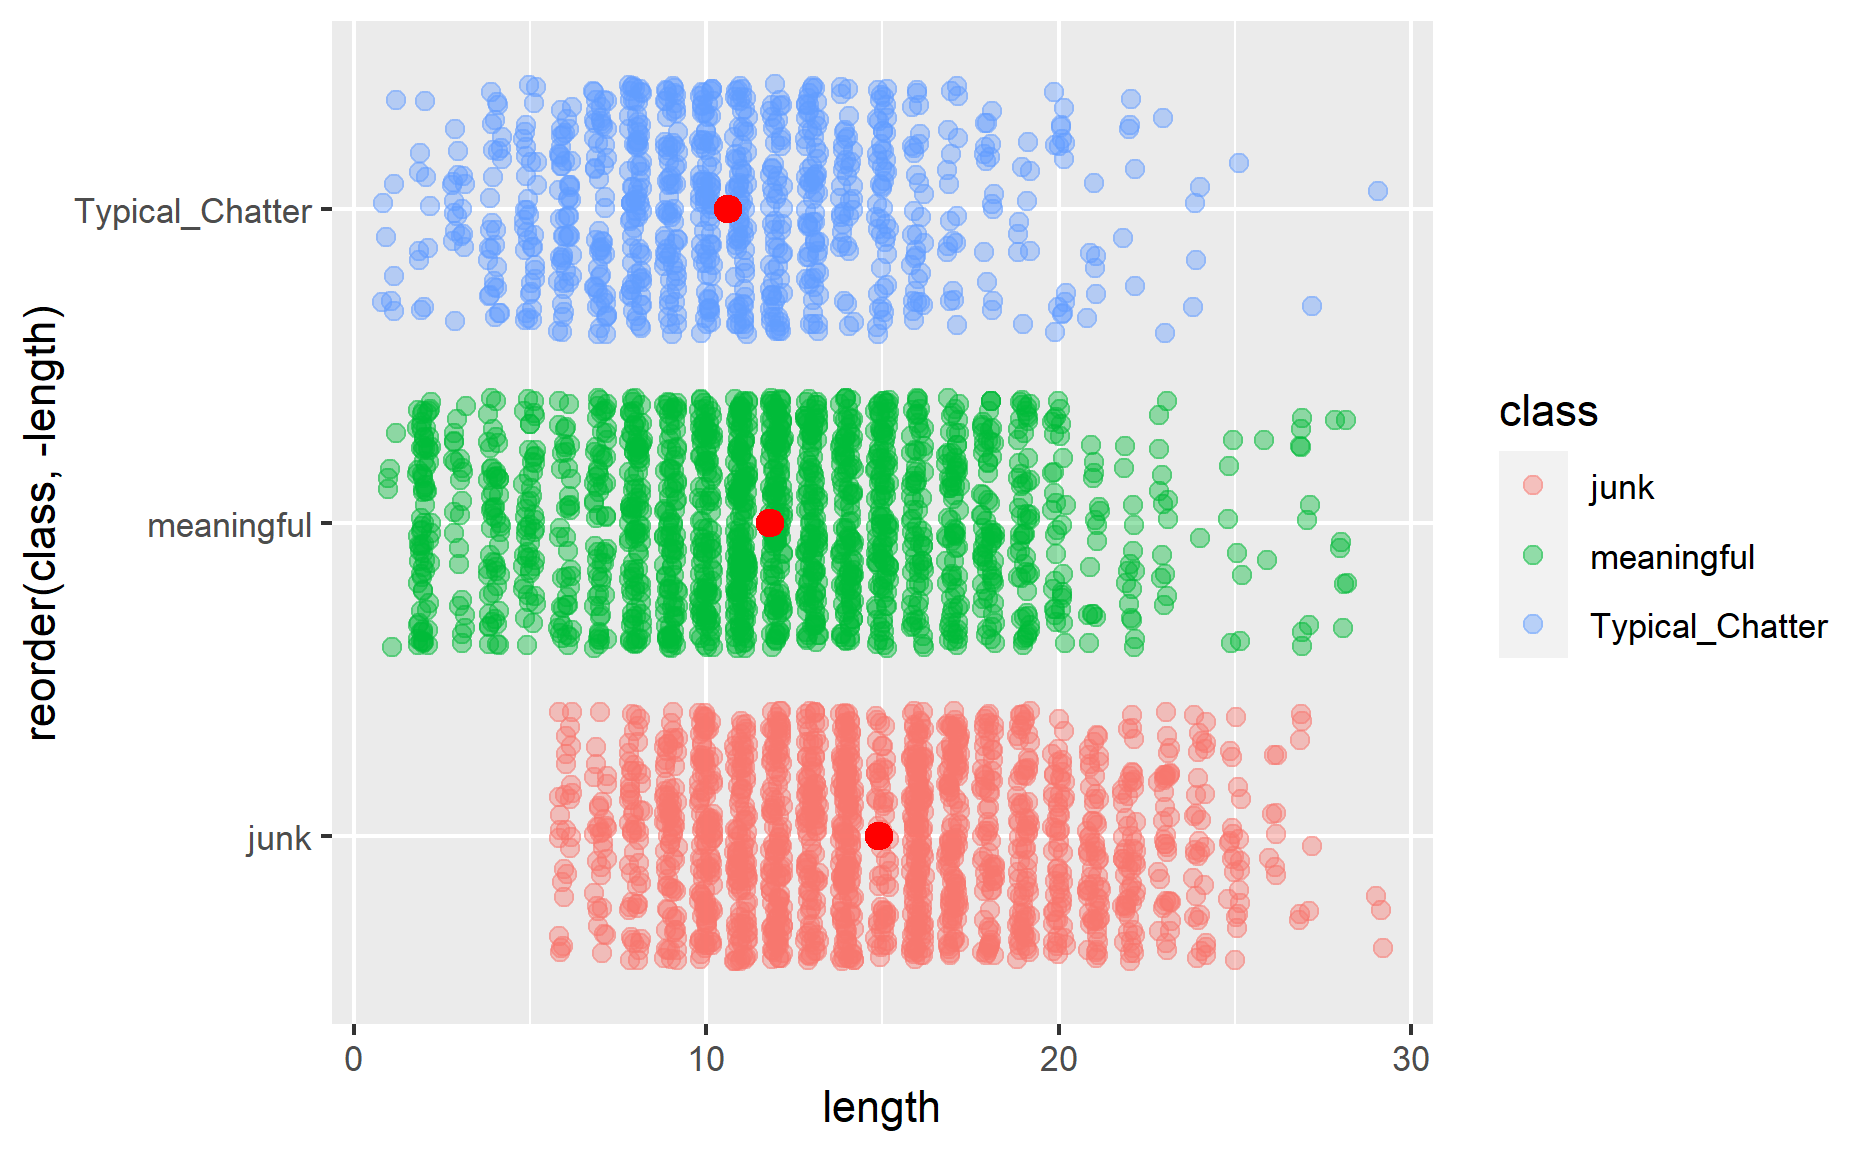 reorder(class, -length)
Typical_Chatter
meaningful
junk
0 10 20 30
length
class
junk
meaningful
Typical_Chatter